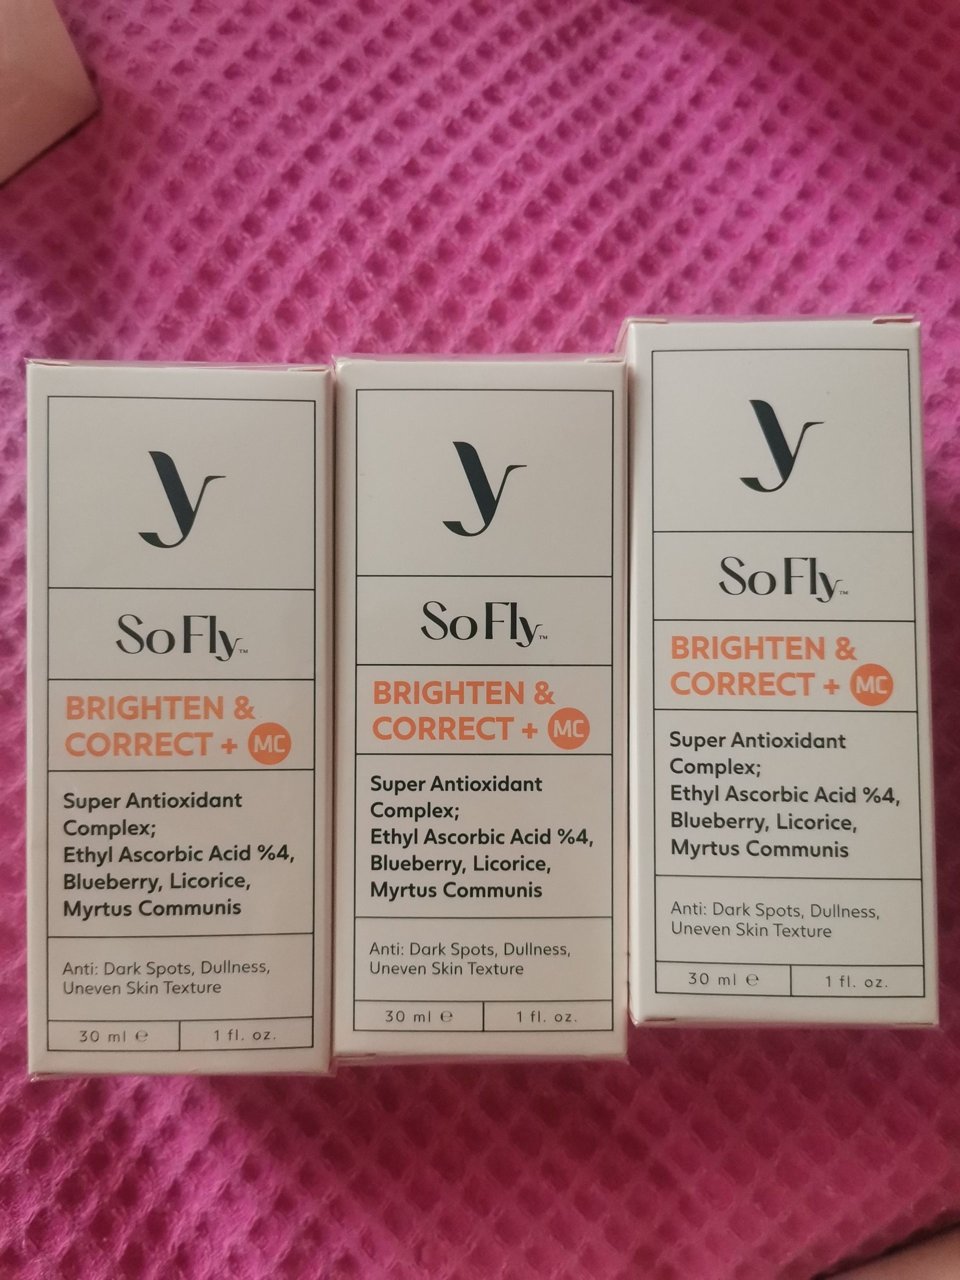 y
SoFly™
BRIGHTEN &
CORRECT + MC
Super Antioxidant
Complex;
Ethyl Ascorbic Acid %4,
Blueberry, Licorice,
Myrtus Communis
Anti: Dark Spots, Dullness,
Uneven Skin Texture
30 ml ℮
1 fl. oz.
y
SoFly™
BRIGHTEN &
CORRECT + MC
Super Antioxidant
Complex;
Ethyl Ascorbic Acid %4,
Blueberry, Licorice,
Myrtus Communis
Anti: Dark Spots, Dullness,
Uneven Skin Texture
30 ml ℮
1 fl. oz.
y
SoFly™
BRIGHTEN &
CORRECT + MC
Super Antioxidant
Complex;
Ethyl Ascorbic Acid %4,
Blueberry, Licorice,
Myrtus Communis
Anti: Dark Spots, Dullness,
Uneven Skin Texture
30 ml ℮
1 fl. oz.